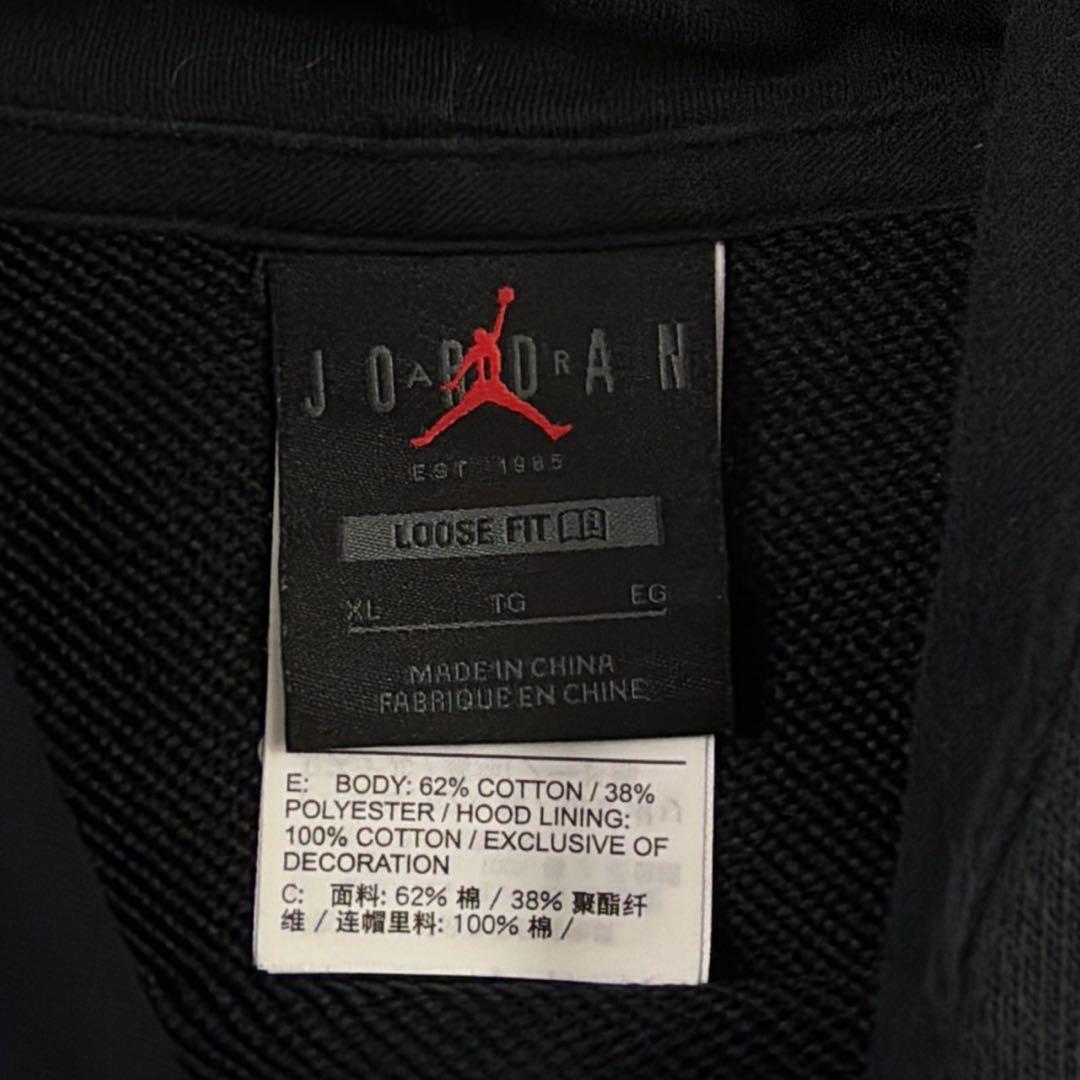 JORDAN
AIR
EST 1985
LOOSE FIT
XL TG EG
MADE IN CHINA
FABRIQUE EN CHINE
E: BODY: 62% COTTON / 38%
POLYESTER / HOOD LINING:
100% COTTON / EXCLUSIVE OF
DECORATION
C: 面料: 62% 棉 / 38% 聚酯纤
维 / 连帽里料: 100% 棉 /